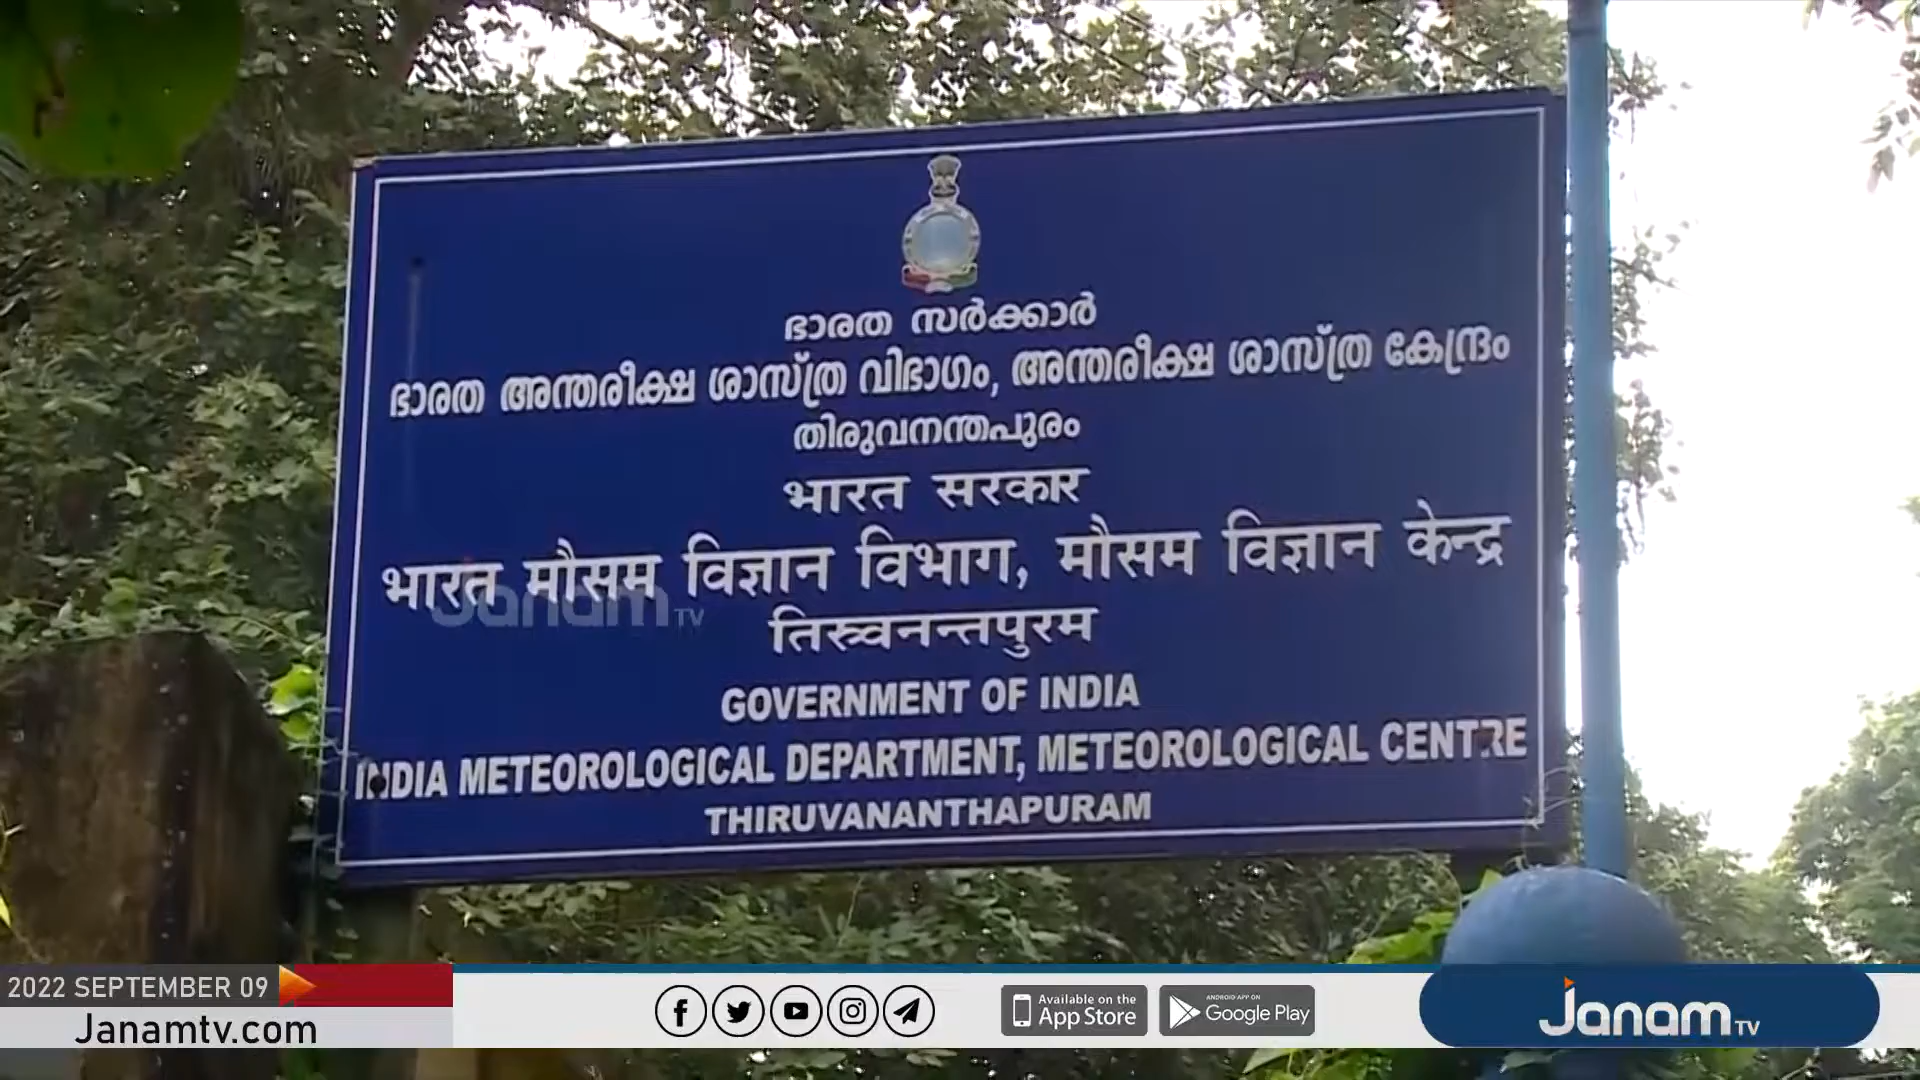 ഭാരത സർക്കാർ
ഭാരത അന്തരീക്ഷ ശാസ്ത്ര വിഭാഗം, അന്തരീക്ഷ ശാസ്ത്ര കേന്ദ്രം
തിരുവനന്തപുരം
भारत सरकार
भारत मौसम विज्ञान विभाग, मौसम विज्ञान केन्द्र
तिरुवनन्तपुरम
Janam TV
GOVERNMENT OF INDIA
INDIA METEOROLOGICAL DEPARTMENT, METEOROLOGICAL CENTRE
THIRUVANANTHAPURAM
2022 SEPTEMBER 09
Janamtv.com
Available on the
App Store
ANDROID APP ON
Google Play
Janam TV